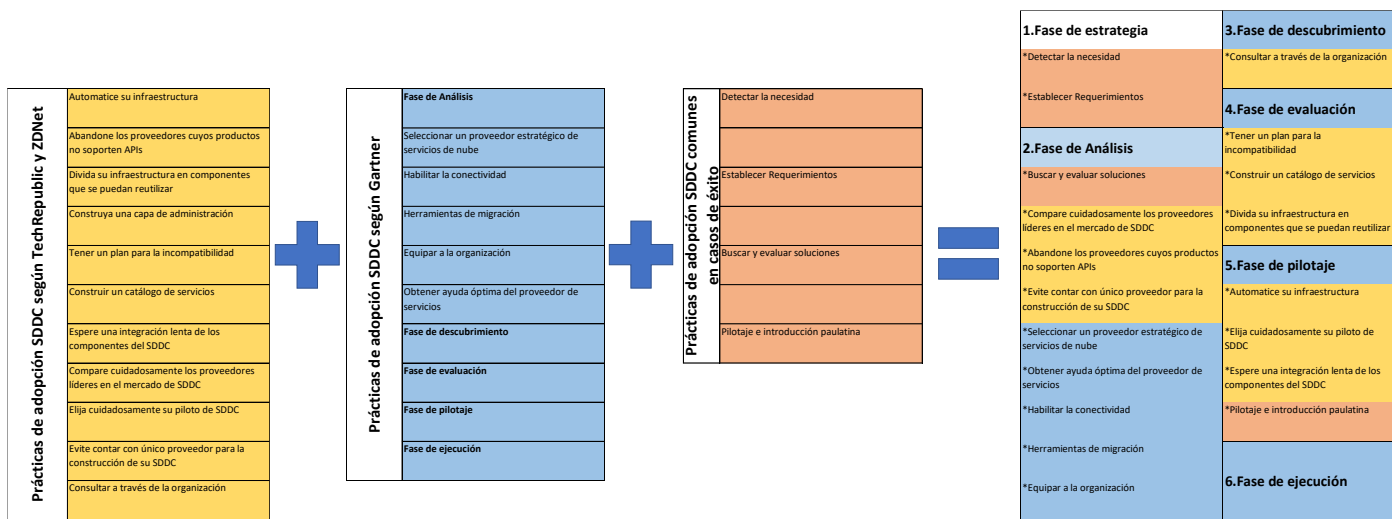 Prácticas de adopción SDDC según TechRepublic y ZDNet
Automatice su infraestructura
Abandone los proveedores cuyos productos
no soporten APIs
Divida su infraestructura en componentes
que se puedan reutilizar
Construya una capa de administración
Tener un plan para la incompatibilidad
Construir un catálogo de servicios
Espere una integración lenta de los
componentes del SDDC
Compare cuidasamente los proveedores
líderes en el mercado de SDDC
Elija cuidadosamente su piloto de SDDC
Evite contar con único proveedor para la
construcción de su SDDC
Consultar a través de la organización
Prácticas de adopción SDDC según Gartner
Fase de Análisis
Seleccionar un proveedor estratégico de
servicios de nube
Habilitar la conectividad
Herramientas de migración
Equipar a la organización
Obtener ayuda óptima del proveedor de
servicios
Fase de descubrimiento
Fase de evaluación
Fase de pilotaje
Fase de ejecución
Prácticas de adopción SDDC comunes
en casos de éxito
Detectar la necesidad
Establecer Requerimientos
Buscar y evaluar soluciones
Pilotaje e introducción paulatina
1.Fase de estrategia
*Detectar la necesidad
*Establecer Requerimientos
2.Fase de Análisis
*Buscar y evaluar soluciones
*Compare cuidadosamente los proveedores
líderes en el mercado de SDDC
*Abandone los proveedores cuyos productos
no soporten APIs
*Evite contar con único proveedor para la
construcción de su SDDC
*Seleccionar un proveedor estratégico de
servicios de nube
*Obtener ayuda óptima del proveedor de
servicios
*Habilitar la conectividad
*Herramientas de migración
*Equipar a la organización
3.Fase de descubrimiento
*Consultar a través de la organización
4.Fase de evaluación
*Tener un plan para la
incompatibilidad
*Construir un catálogo de servicios
*Divida su infraestructura en
componentes que se puedan reutilizar
5.Fase de pilotaje
*Automatice su infraestructura
*Elija cuidadosamente su piloto de
SDDC
*Espere una integración lenta de los
componentes del SDDC
*Pilotaje e introducción paulatina
6.Fase de ejecución